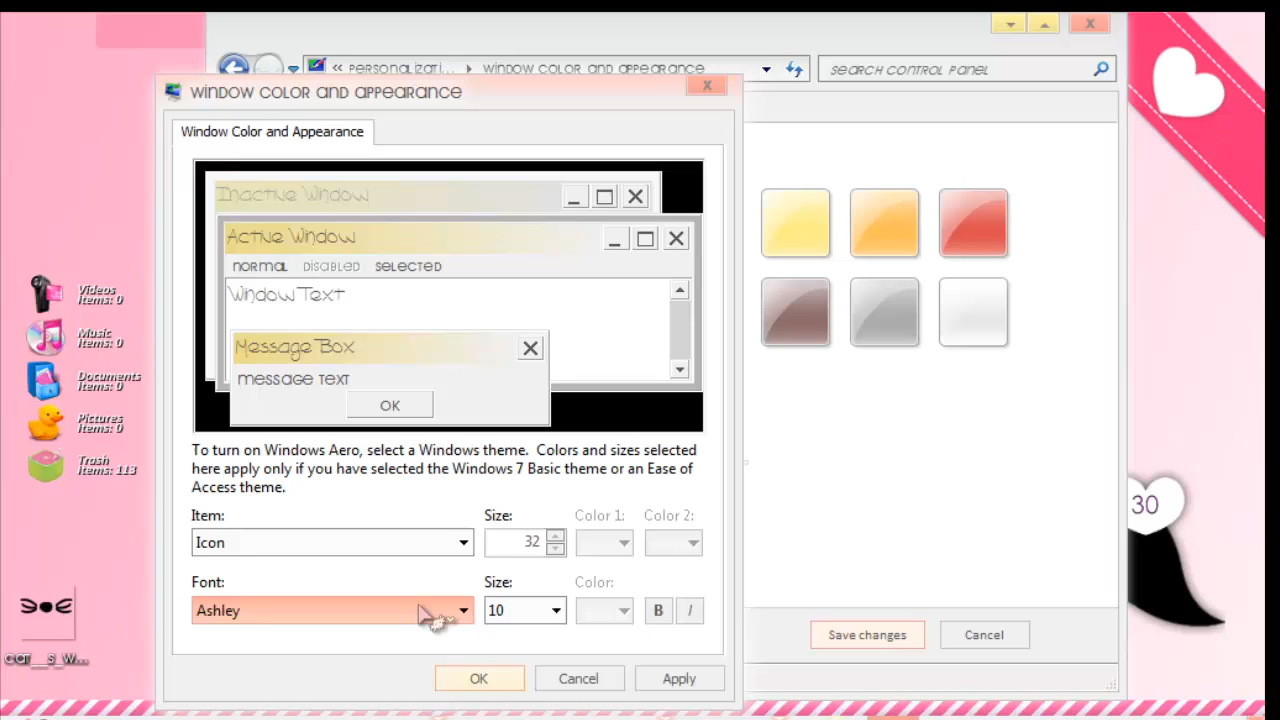 « personalizati... ▸ window color and appearance
search control panel
window color and appearance
Window Color and Appearance
Inactive Window
Active Window
normal disabled selected
Window Text
Message Box
message text
OK
To turn on Windows Aero, select a Windows theme. Colors and sizes selected
here apply only if you have selected the Windows 7 Basic theme or an Ease of
Access theme.
Item: Size: Color 1: Color 2:
Icon 32
Font: Size: Color:
Ashley 10 B I
OK Cancel Apply
Save changes Cancel
Videos
Items: 0
Music
Items: 0
Documents
Items: 0
Pictures
Items: 0
Trash
Items: 113
30